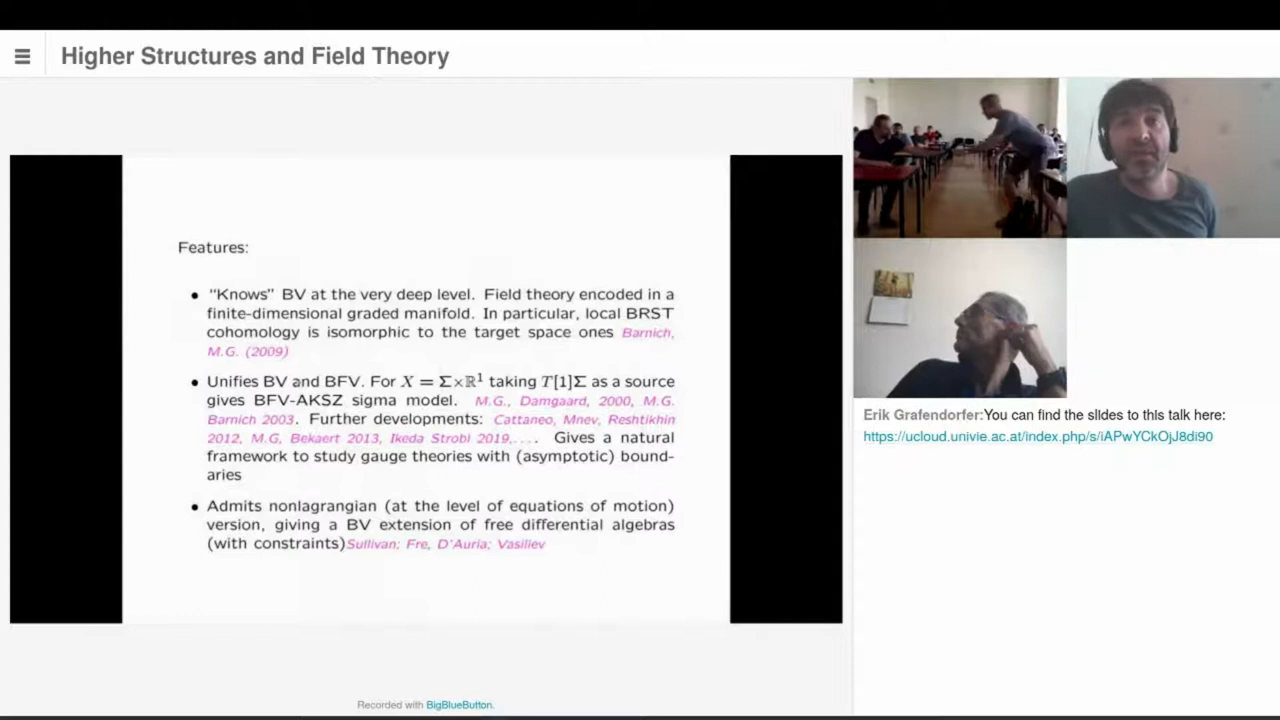 Higher Structures and Field Theory
Features:
• "Knows" BV at the very deep level. Field theory encoded in a
finite-dimensional graded manifold. In particular, local BRST
cohomology is isomorphic to the target space ones Barnich,
M.G. (2009)
• Unifies BV and BFV. For X = Σ×ℝ¹ taking T[1]Σ as a source
gives BFV-AKSZ sigma model. M.G., Damgaard, 2000, M.G.
Barnich 2003. Further developments: Cattaneo, Mnev, Reshtikhin
2012, M.G, Bekaert 2013, Ikeda Strobl 2019,.... Gives a natural
framework to study gauge theories with (asymptotic) bound-
aries
• Admits nonlagrangian (at the level of equations of motion)
version, giving a BV extension of free differential algebras
(with constraints)Sullivan; Fre, D'Auria; Vasiliev
Erik Grafendorfer:You can find the slides to this talk here:
https://ucloud.univie.ac.at/index.php/s/iAPwYCkOjJ8di90
Recorded with BigBlueButton.